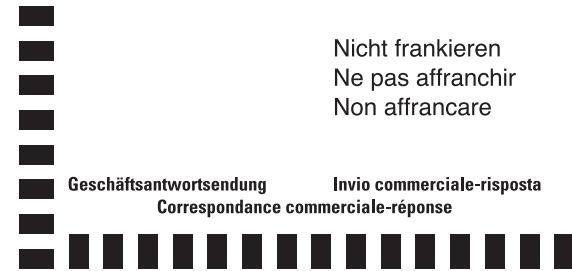 Nicht frankieren
Ne pas affranchir
Non affrancare
Geschäftsantwortsendung Invio commerciale-risposta
Correspondance commerciale-réponse